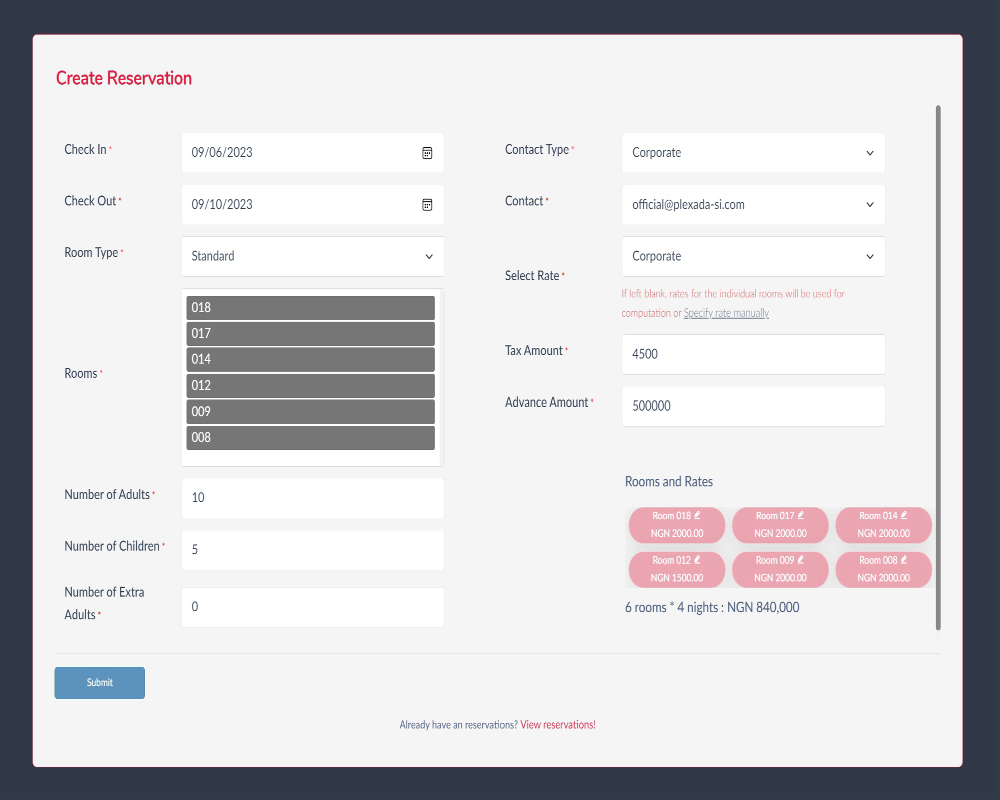 Create Reservation
Check In *
09/06/2023
Check Out *
09/10/2023
Room Type *
Standard
Rooms *
018
017
014
012
009
008
Number of Adults *
10
Number of Children *
5
Number of Extra
Adults *
0
Contact Type *
Corporate
Contact *
official@plexada-si.com
Select Rate *
Corporate
If left blank, rates for the individual rooms will be used for
computation or Specify rate manually
Tax Amount *
4500
Advance Amount *
500000
Rooms and Rates
Room 018
NGN 2000.00
Room 017
NGN 2000.00
Room 014
NGN 2000.00
Room 012
NGN 1500.00
Room 009
NGN 2000.00
Room 008
NGN 2000.00
6 rooms * 4 nights : NGN 840,000
Submit
Already have an reservations? View reservations!